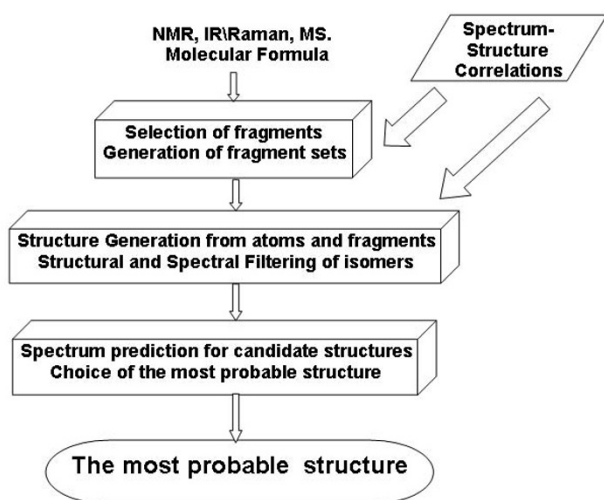 NMR, IR\Raman, MS.
Molecular Formula
Spectrum-
Structure
Correlations
Selection of fragments
Generation of fragment sets
Structure Generation from atoms and fragments
Structural and Spectral Filtering of isomers
Spectrum prediction for candidate structures
Choice of the most probable structure
The most probable structure